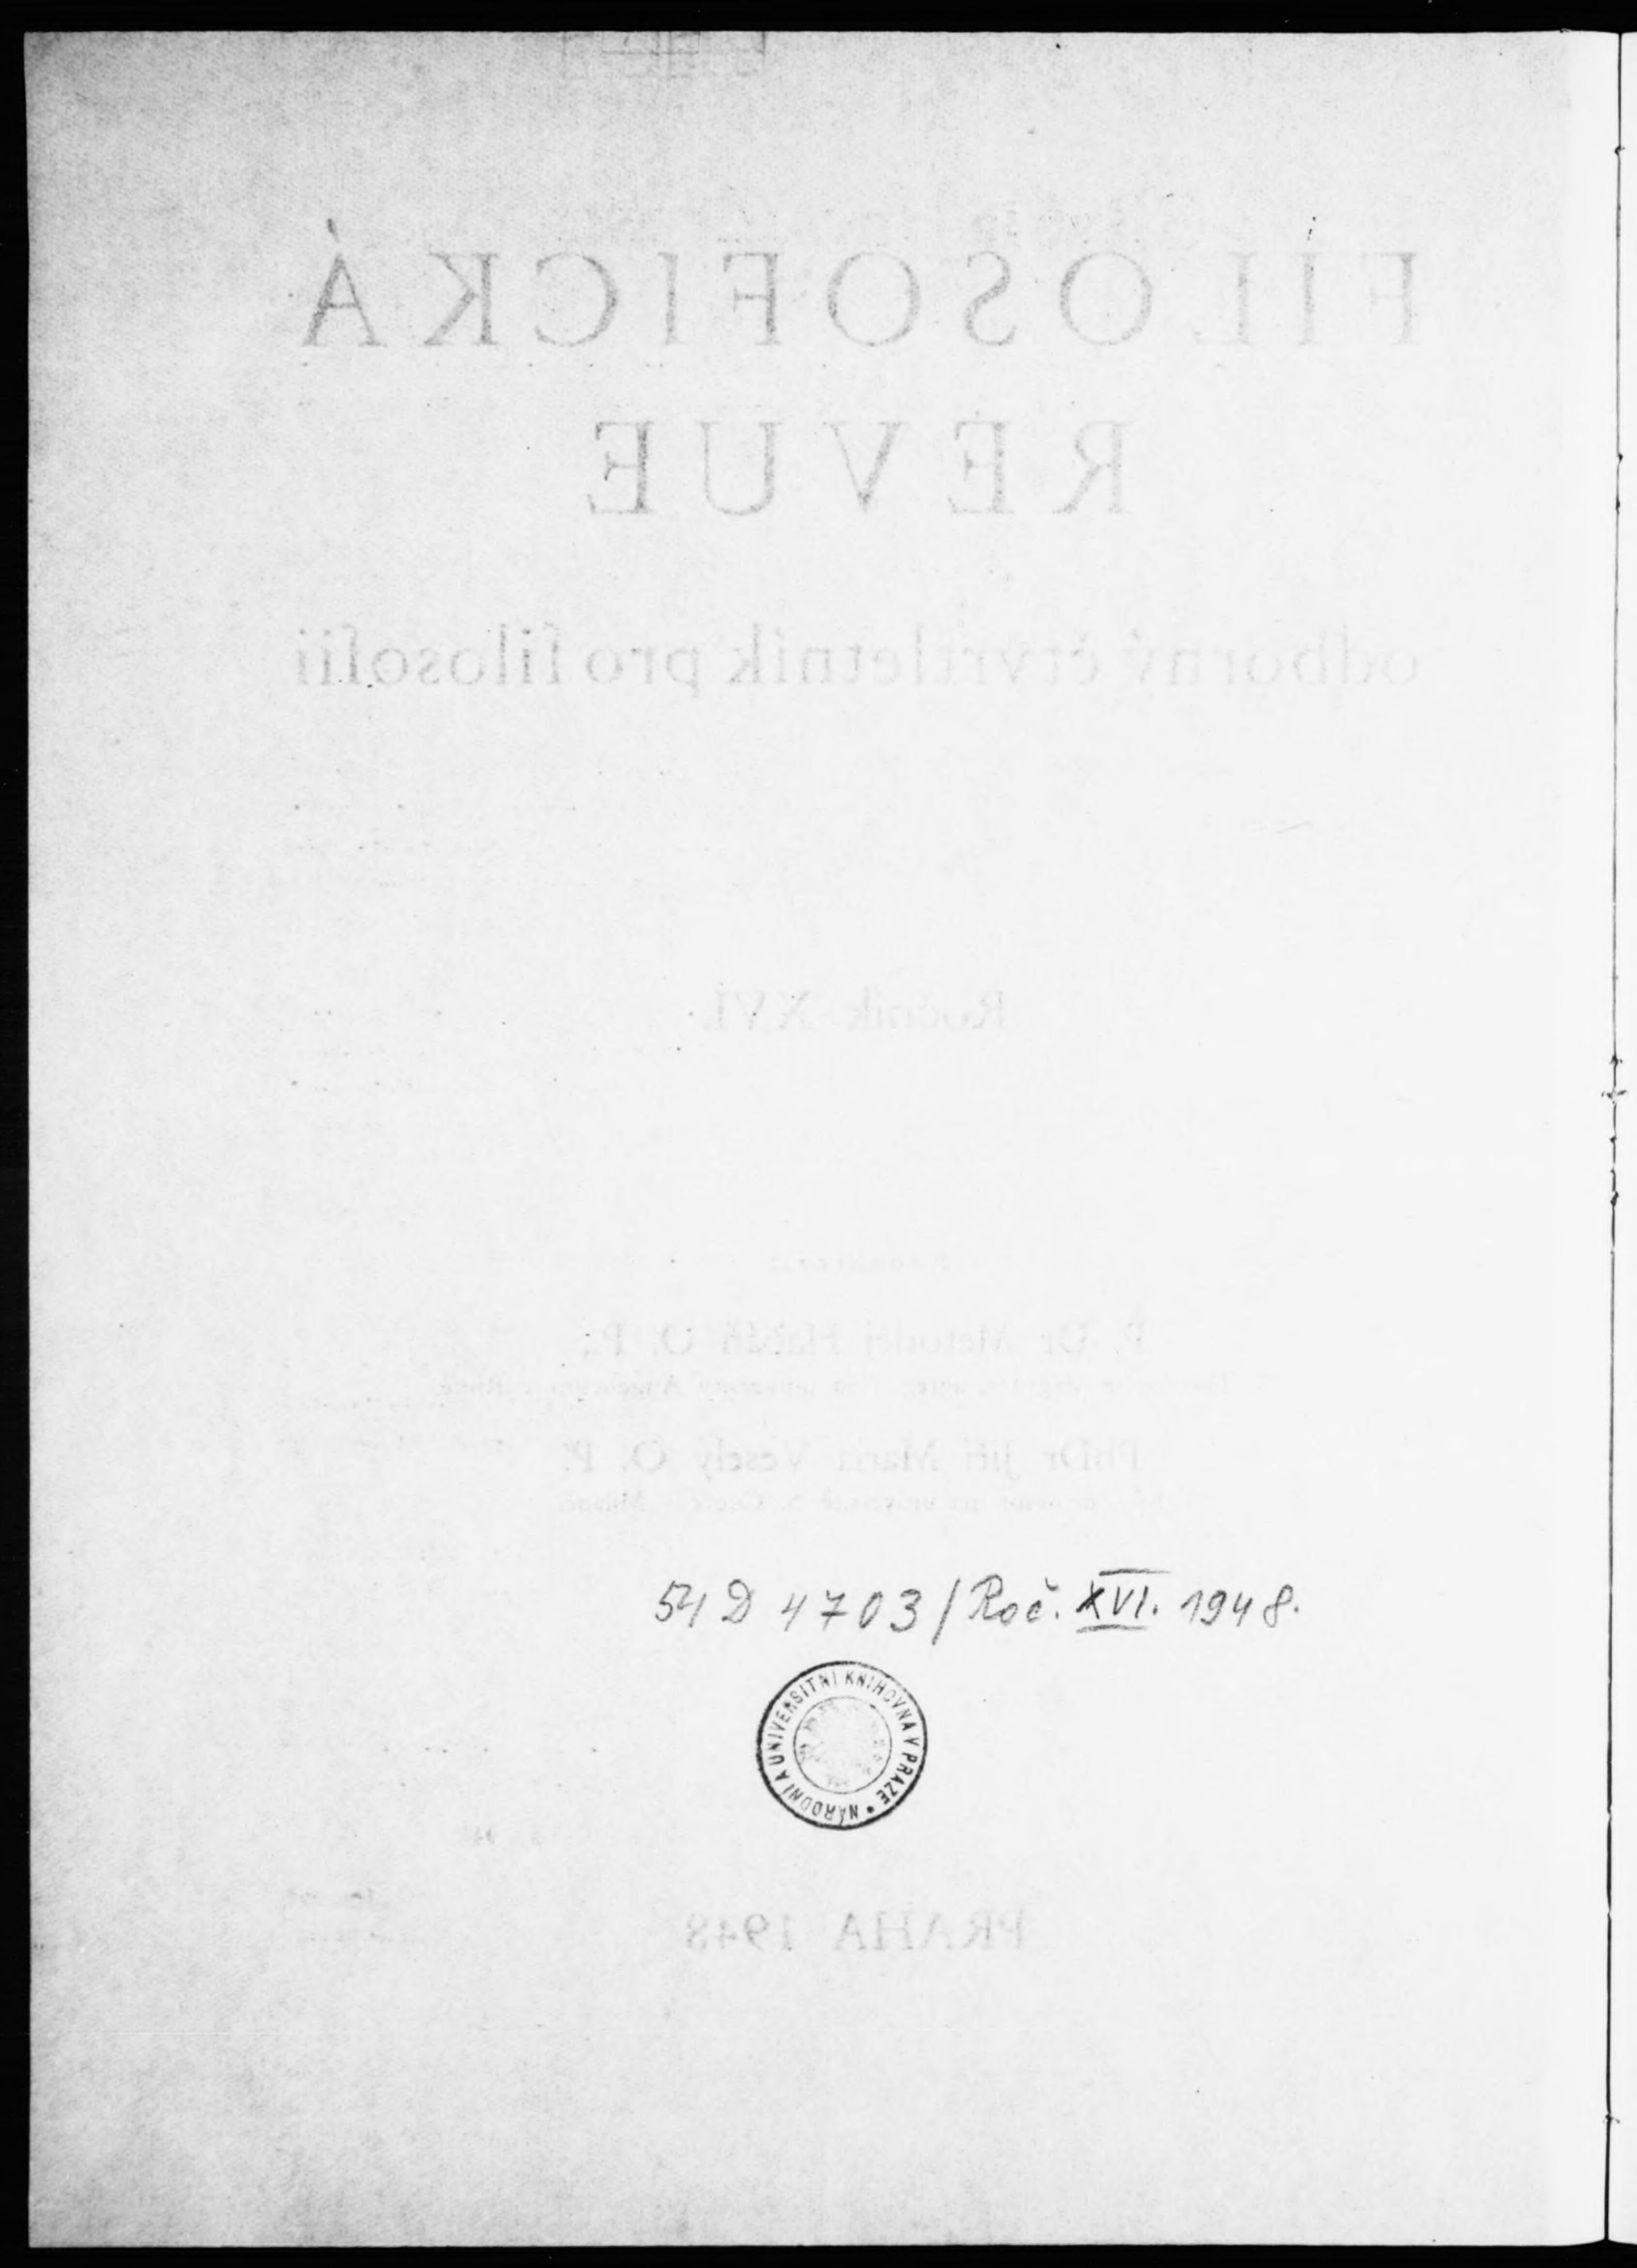 FILOSOFICKÁ
REVUE
odborný čtvrtletník pro filosofii
Ročník XVI.
P. Dr Metoděj Habáň O. P.:
PhDr Jiří Maria Veselý O. P.
54 D 4703/Roč. XVI. 1948.
NÁRODNÍ A UNIVERSITNÍ KNIHOVNA V PRAZE •
PRAHA 1948